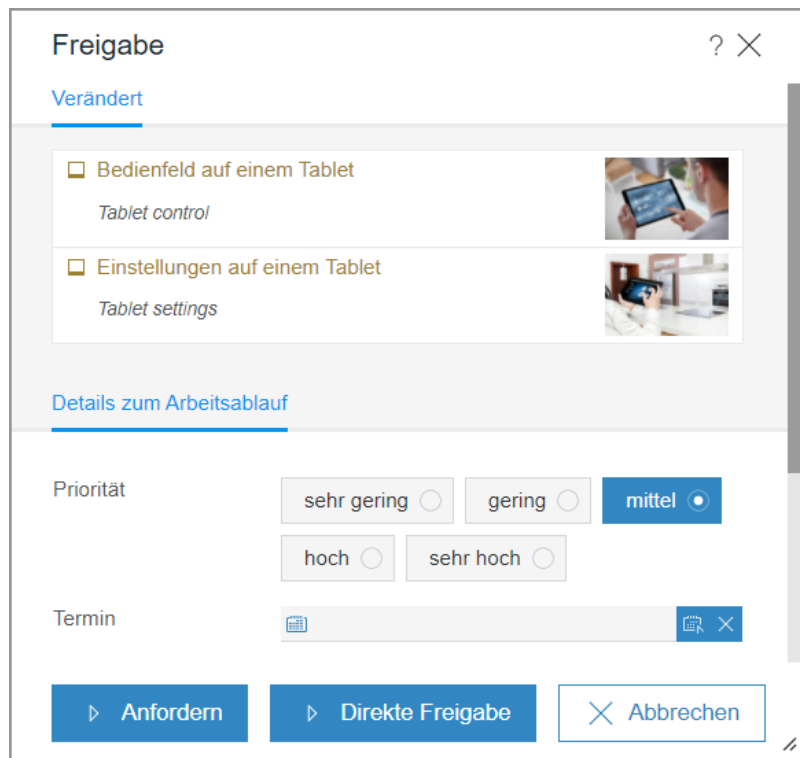 Freigabe ?
Verändert
Bedienfeld auf einem Tablet
Tablet control
Einstellungen auf einem Tablet
Tablet settings
Details zum Arbeitsablauf
Priorität
sehr gering gering mittel
hoch sehr hoch
Termin
Anfordern Direkte Freigabe Abbrechen